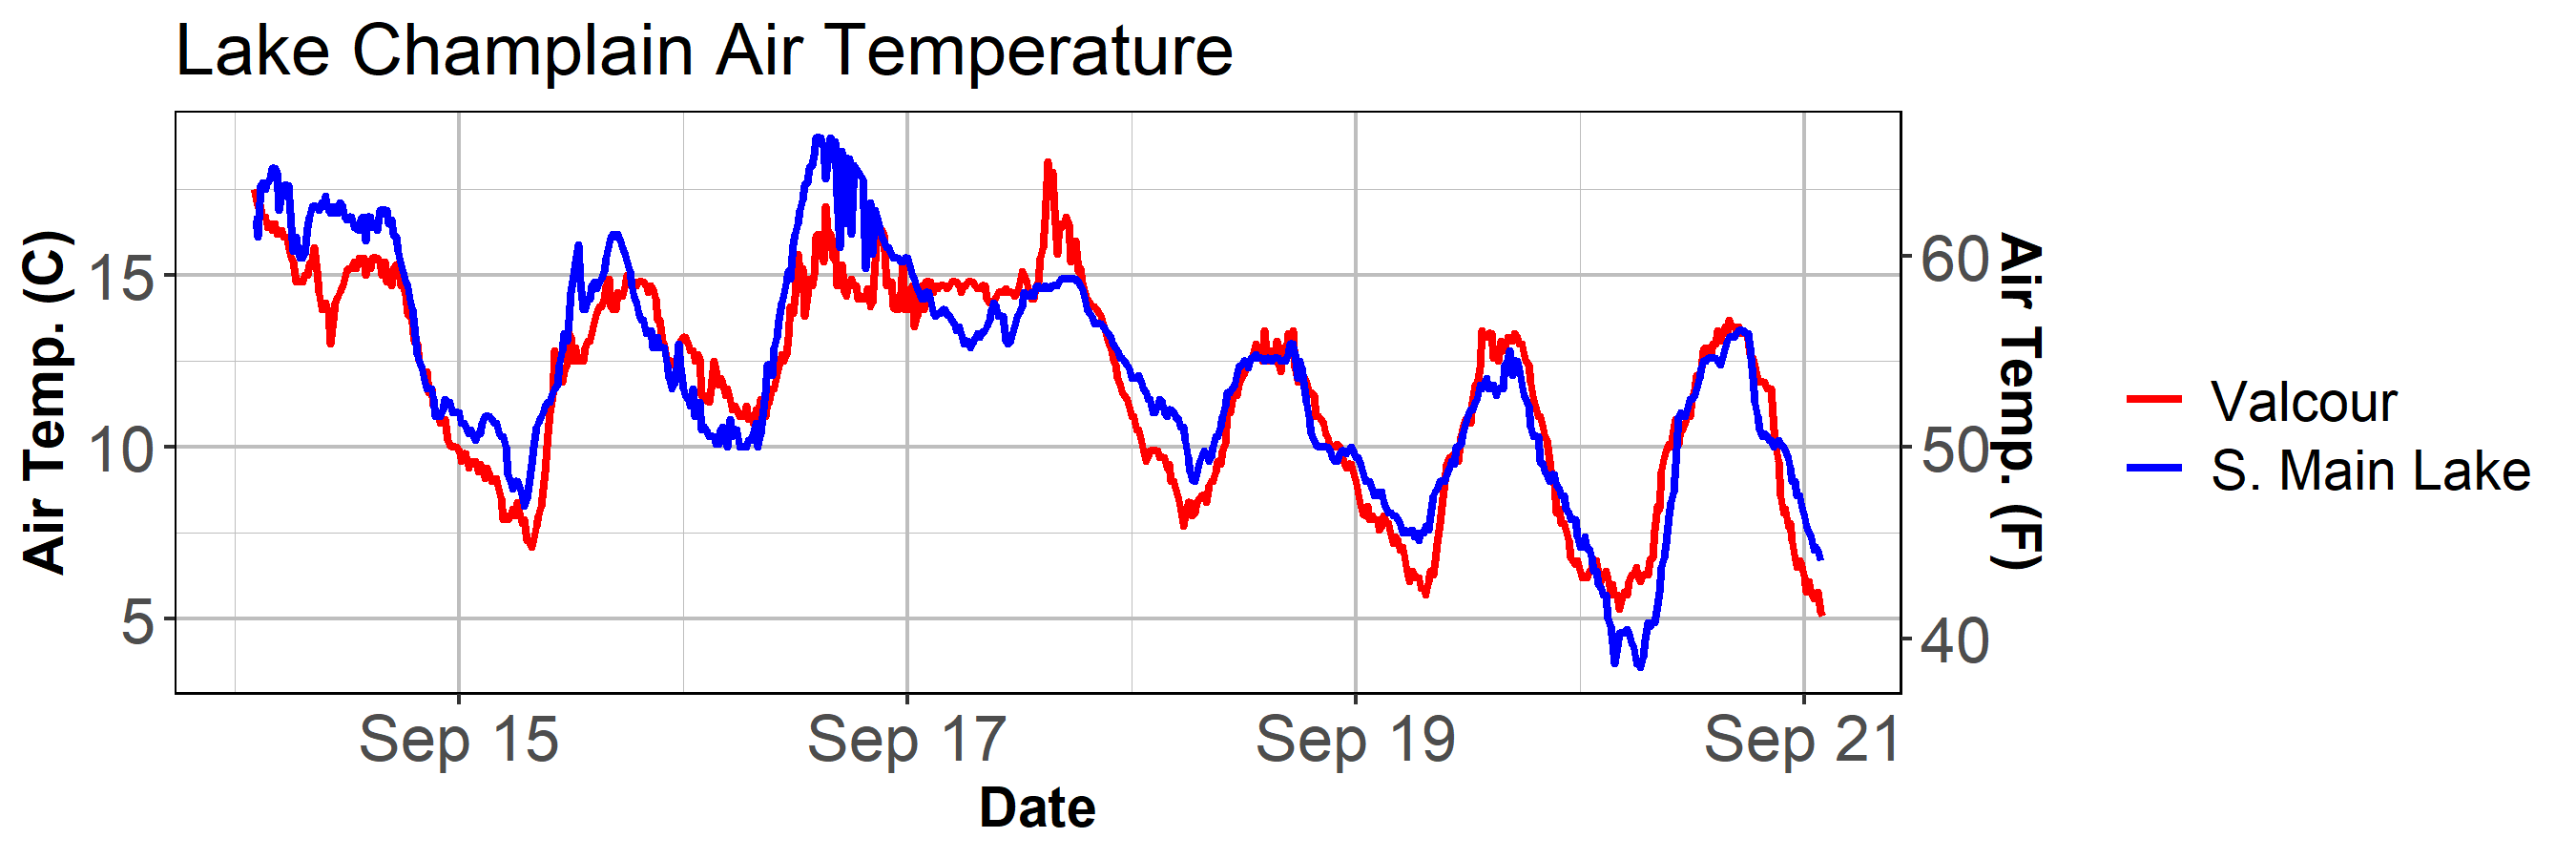 Lake Champlain Air Temperature
Air Temp. (C)
15
10
5
60
50
40
Air Temp. (F)
Sep 15
Sep 17
Sep 19
Sep 21
Date
Valcour
S. Main Lake